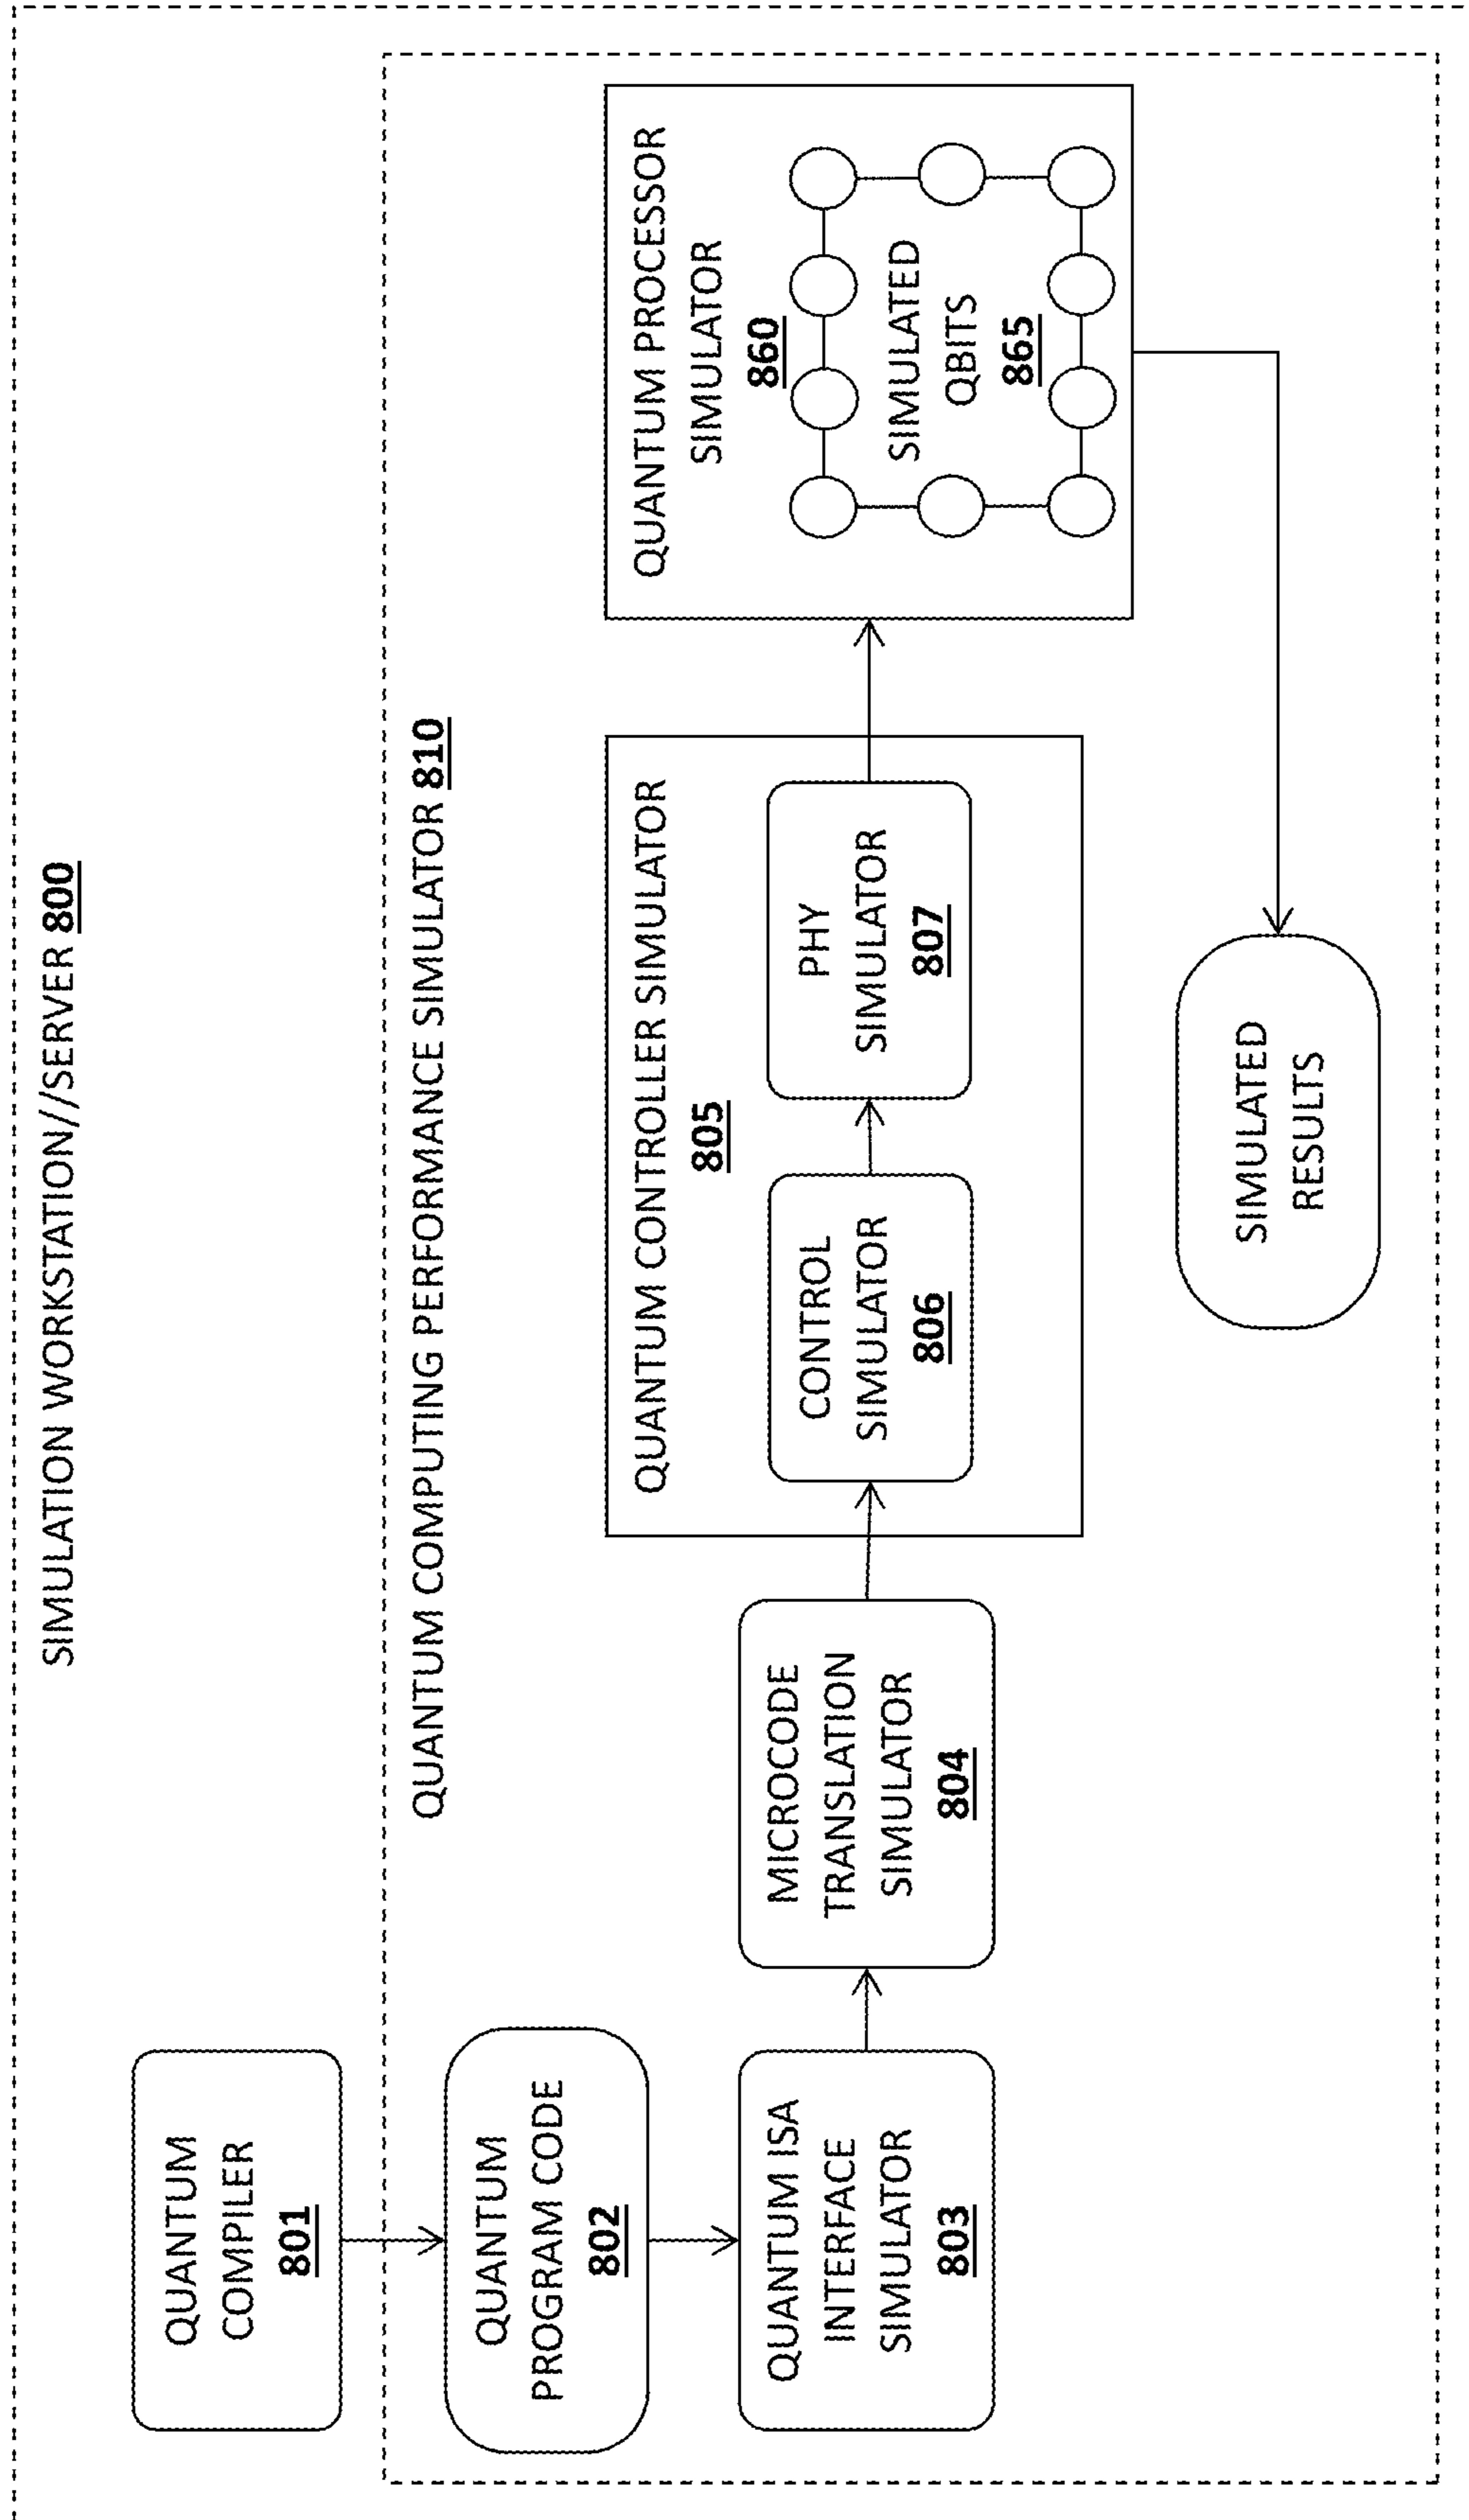 SIMULATION WORKSTATION//SERVER 800
QUANTUM
COMPILER
801
QUANTUM COMPUTING PERFORMANCE SIMULATOR 810
QUANTUM
PROGRAM CODE
802
QUANTUM ISA
INTERFACE
SIMULATOR
803
MICROCODE
TRANSLATION
SIMULATOR
804
QUANTUM CONTROLLER SIMULATOR
805
CONTROL
SIMULATOR
806
PHY
SIMULATOR
807
QUANTUM PROCESSOR
SIMULATOR
860
SIMULATED
QBITS
865
SIMULATED
RESULTS